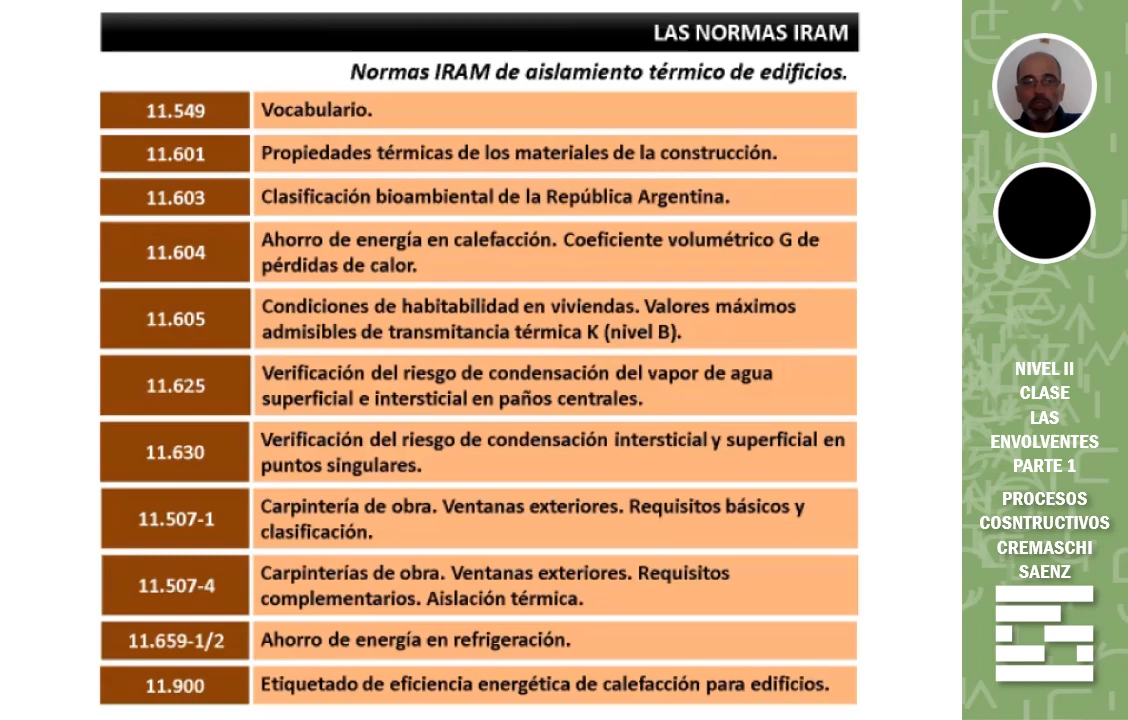 LAS NORMAS IRAM
Normas IRAM de aislamiento térmico de edificios.
11.549 Vocabulario.
11.601 Propiedades térmicas de los materiales de la construcción.
11.603 Clasificación bioambiental de la República Argentina.
11.604 Ahorro de energía en calefacción. Coeficiente volumétrico G de
pérdidas de calor.
11.605 Condiciones de habitabilidad en viviendas. Valores máximos
admisibles de transmitancia térmica K (nivel B).
11.625 Verificación del riesgo de condensación del vapor de agua
superficial e intersticial en paños centrales.
11.630 Verificación del riesgo de condensación intersticial y superficial en
puntos singulares.
11.507-1 Carpintería de obra. Ventanas exteriores. Requisitos básicos y
clasificación.
11.507-4 Carpinterías de obra. Ventanas exteriores. Requisitos
complementarios. Aislación térmica.
11.659-1/2 Ahorro de energía en refrigeración.
11.900 Etiquetado de eficiencia energética de calefacción para edificios.
NIVEL II
CLASE
LAS
ENVOLVENTES
PARTE 1
PROCESOS
COSNTRUCTIVOS
CREMASCHI
SAENZ